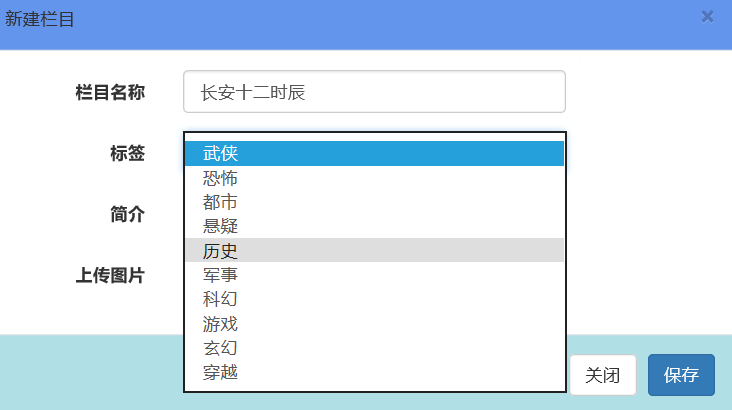 新建栏目
×
栏目名称 长安十二时辰
标签
武侠
恐怖
都市
简介
悬疑
历史
上传图片
军事
科幻
游戏
玄幻
穿越
关闭 保存